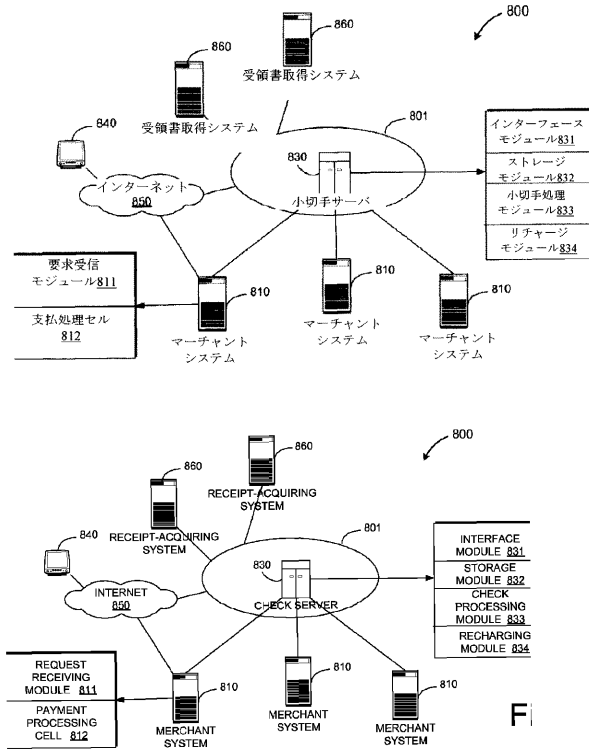 800
860
受領書取得システム
860
受領書取得システム
840
801
インターネット
850
830
小切手サーバ
インターフェース
モジュール831
ストレージ
モジュール832
小切手処理
モジュール833
リチャージ
モジュール834
要求受信
モジュール811
支払処理セル
812
810
マーチャント
システム
810
マーチャント
システム
810
マーチャント
システム
800
860
RECEIPT-ACQUIRING
SYSTEM
860
RECEIPT-ACQUIRING
SYSTEM
840
801
INTERNET
850
830
CHECK SERVER
INTERFACE
MODULE 831
STORAGE
MODULE 832
CHECK
PROCESSING
MODULE 833
RECHARGING
MODULE 834
REQUEST
RECEIVING
MODULE 811
PAYMENT
PROCESSING
CELL 812
810
MERCHANT
SYSTEM
810
MERCHANT SYSTEM
810
MERCHANT
SYSTEM